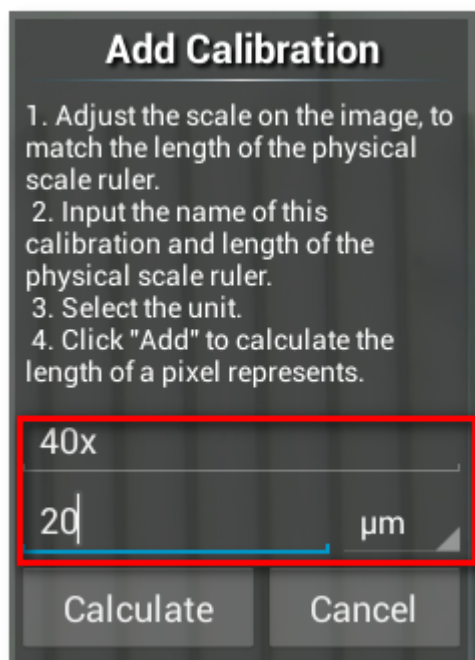 Add Calibration
1. Adjust the scale on the image, to
match the length of the physical
scale ruler.
2. Input the name of this
calibration and length of the
physical scale ruler.
3. Select the unit.
4. Click "Add" to calculate the
length of a pixel represents.
40x
20 µm
Calculate Cancel